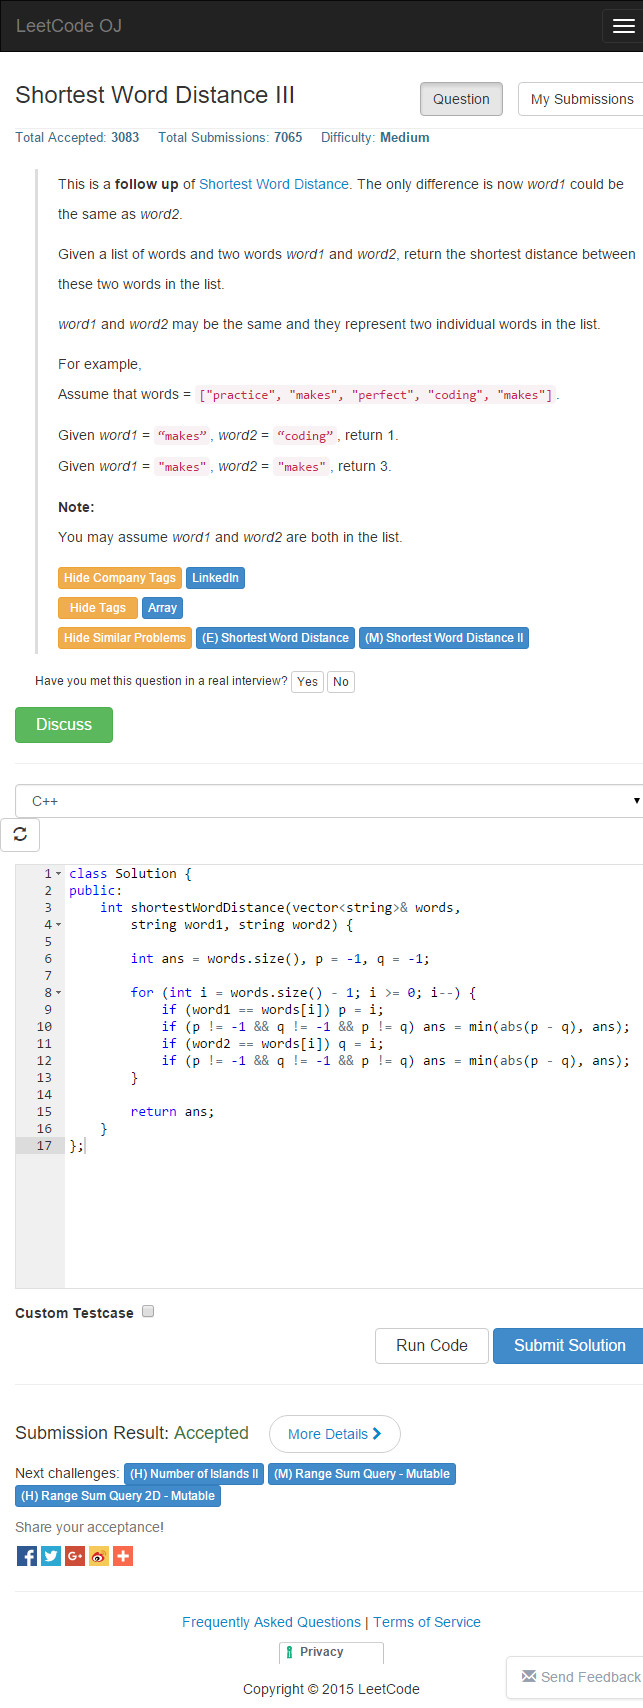 LeetCode OJ
Shortest Word Distance III
Question
My Submissions
Total Accepted: 3083 Total Submissions: 7065 Difficulty: Medium
This is a follow up of Shortest Word Distance. The only difference is now word1 could be
the same as word2.
Given a list of words and two words word1 and word2, return the shortest distance between
these two words in the list.
word1 and word2 may be the same and they represent two individual words in the list.
For example,
Assume that words = ["practice", "makes", "perfect", "coding", "makes"].
Given word1 = “makes”, word2 = “coding”, return 1.
Given word1 = "makes", word2 = "makes", return 3.
Note:
You may assume word1 and word2 are both in the list.
Hide Company Tags LinkedIn
Hide Tags Array
Hide Similar Problems (E) Shortest Word Distance (M) Shortest Word Distance II
Have you met this question in a real interview? Yes No
Discuss
C++
1 class Solution {
2 public:
3     int shortestWordDistance(vector<string>& words,
4         string word1, string word2) {
5
6         int ans = words.size(), p = -1, q = -1;
7
8         for (int i = words.size() - 1; i >= 0; i--) {
9             if (word1 == words[i]) p = i;
10             if (p != -1 && q != -1 && p != q) ans = min(abs(p - q), ans);
11             if (word2 == words[i]) q = i;
12             if (p != -1 && q != -1 && p != q) ans = min(abs(p - q), ans);
13         }
14
15         return ans;
16     }
17 };
Custom Testcase
Run Code Submit Solution
Submission Result: Accepted More Details
Next challenges: (H) Number of Islands II (M) Range Sum Query - Mutable
(H) Range Sum Query 2D - Mutable
Share your acceptance!
Frequently Asked Questions | Terms of Service
Privacy
Copyright © 2015 LeetCode
Send Feedback